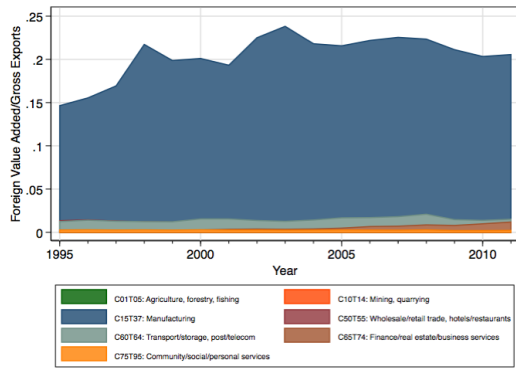 Foreign Value Added/Gross Exports
.25
.2
.15
.1
.05
0
1995
2000
2005
2010
Year
C01T05: Agriculture, forestry, fishing
C10T14: Mining, quarrying
C15T37: Manufacturing
C50T55: Wholesale/retail trade, hotels/restaurants
C60T64: Transport/storage, post/telecom
C65T74: Finance/real estate/business services
C75T95: Community/social/personal services